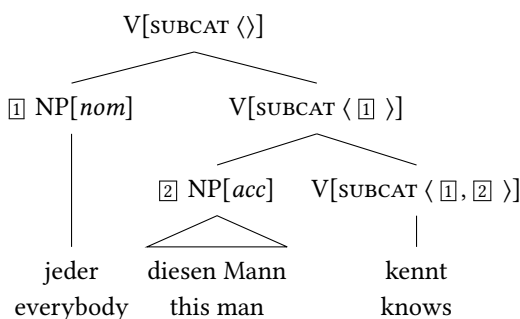 V[SUBCAT ⟨⟩]
1 NP[nom] V[SUBCAT ⟨ 1 ⟩]
2 NP[acc] V[SUBCAT ⟨ 1, 2 ⟩]
jeder diesen Mann kennt
everybody this man knows